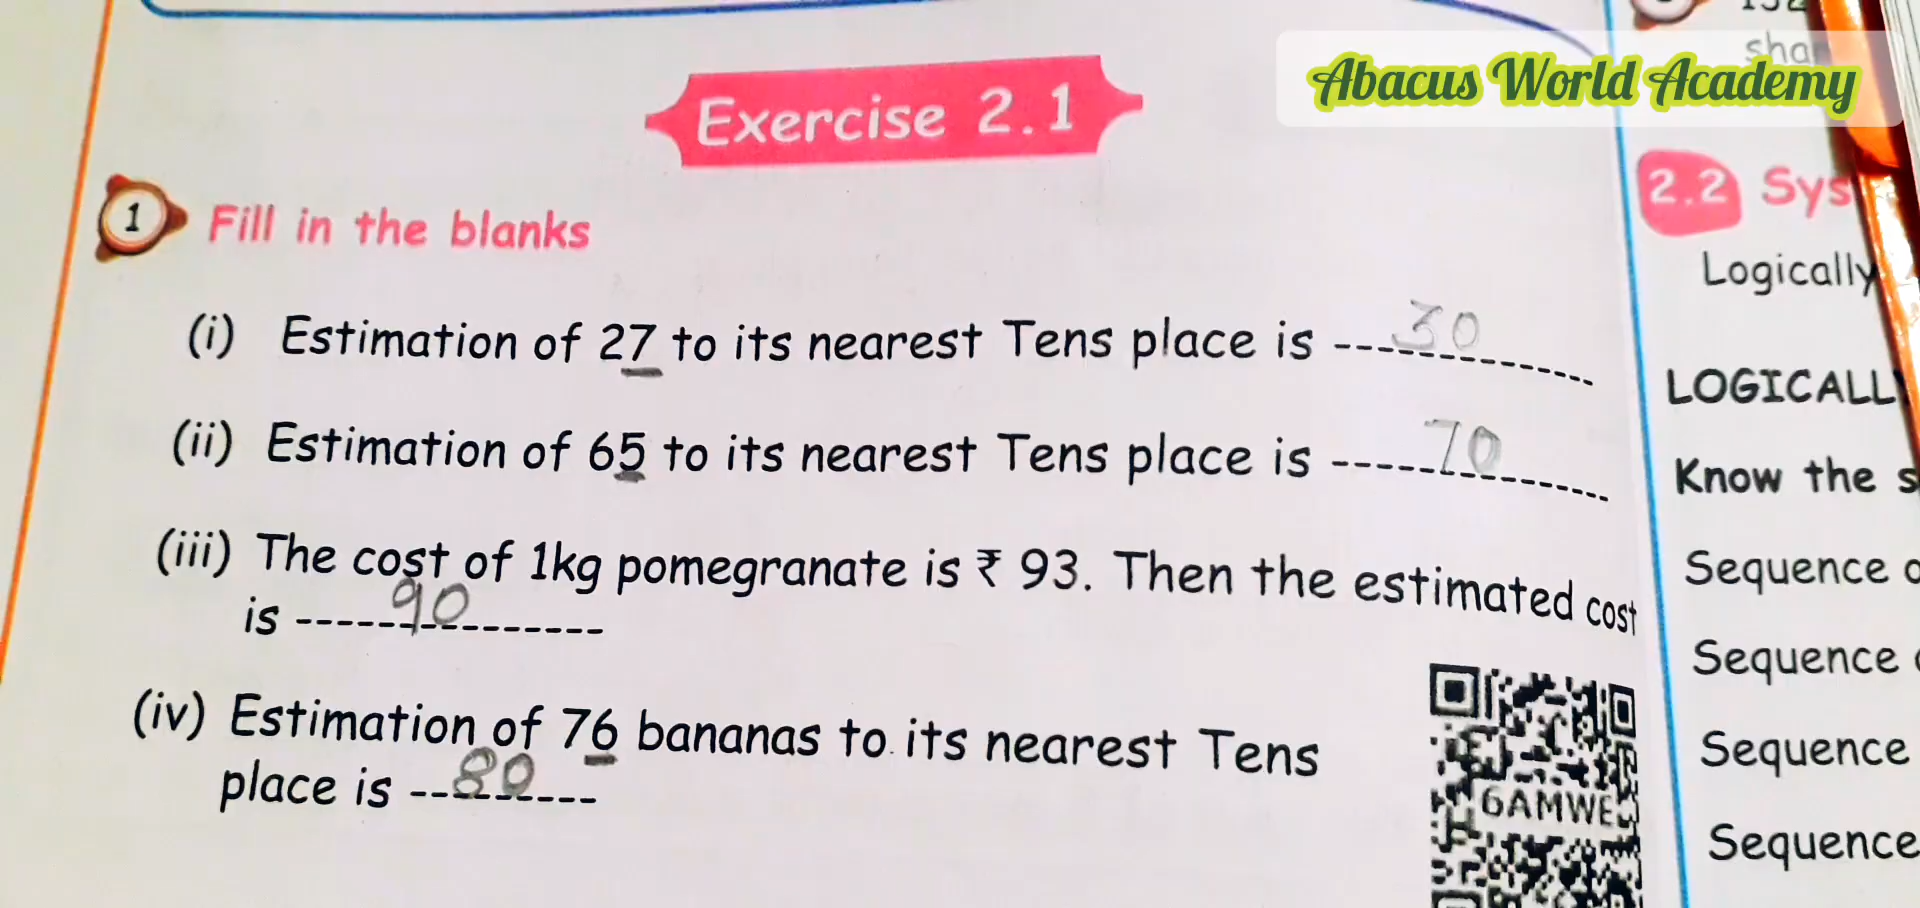 Abacus World Academy
Exercise 2.1
1 Fill in the blanks
(i) Estimation of 27 to its nearest Tens place is 30
(ii) Estimation of 65 to its nearest Tens place is 70
(iii) The cost of 1kg pomegranate is ₹ 93. Then the estimated cost
is 90
(iv) Estimation of 76 bananas to its nearest Tens
place is 80
6AMWE
2.2 Sys
Logically
LOGICALL
Know the s
Sequence
Sequence
Sequence
Sequence